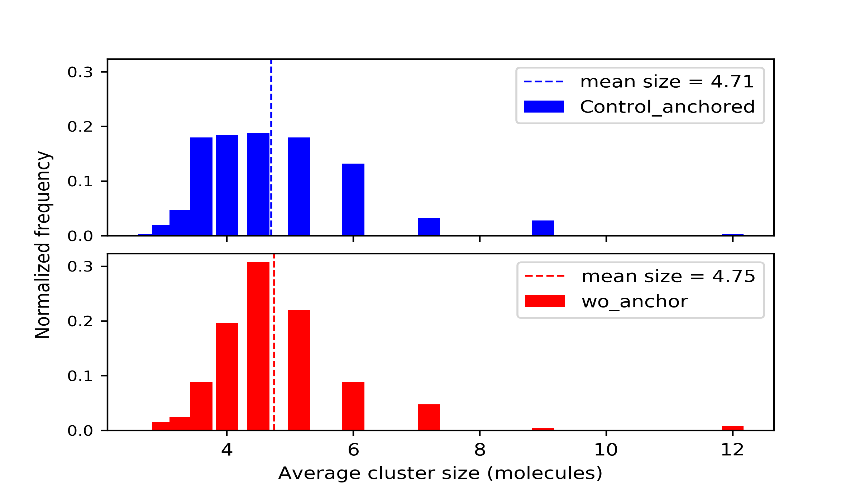 0.3
0.2
0.1
0.0
mean size = 4.71
Control_anchored
Normalized frequency
0.3
0.2
0.1
0.0
mean size = 4.75
wo_anchor
4 6 8 10 12
Average cluster size (molecules)